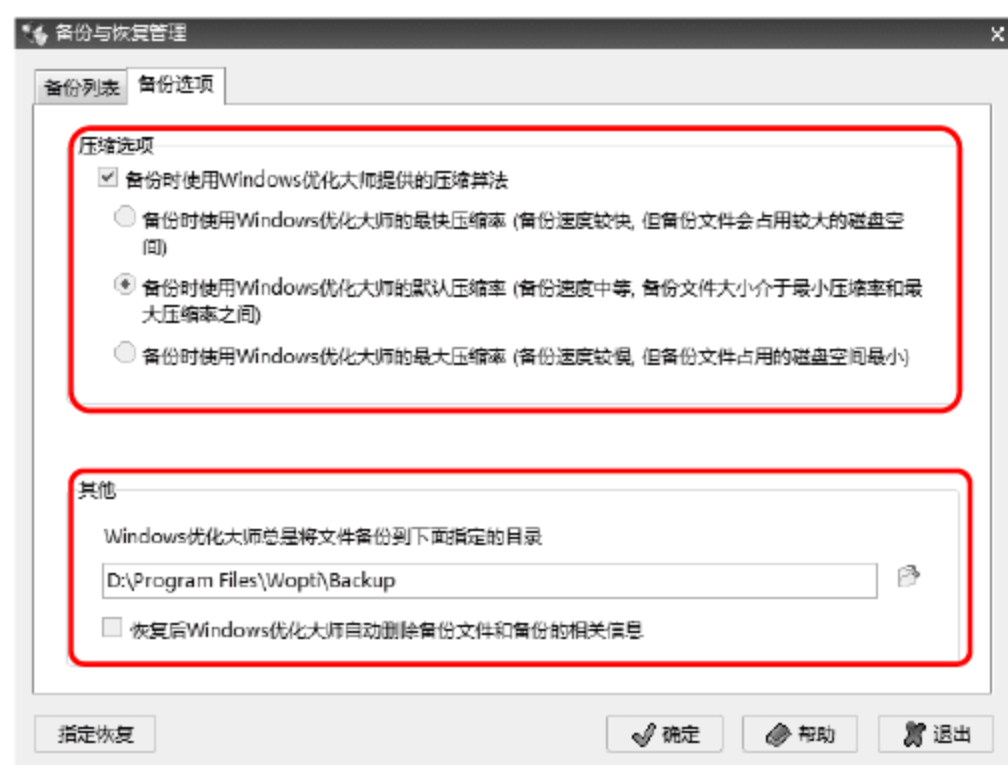 备份与恢复管理
备份列表
备份选项
压缩选项
备份时使用Windows优化大师提供的压缩算法
备份时使用Windows优化大师的最快压缩率 (备份速度较快, 但备份文件会占用较大的磁盘空
间)
备份时使用Windows优化大师的默认压缩率 (备份速度中等, 备份文件大小介于最小压缩率和最
大压缩率之间)
备份时使用Windows优化大师的最大压缩率 (备份速度较慢, 但备份文件占用的磁盘空间最小)
其他
Windows优化大师总是将文件备份到下面指定的目录
D:\Program Files\Wopti\Backup
恢复后Windows优化大师自动删除备份文件和备份的相关信息
指定恢复
确定
帮助
退出